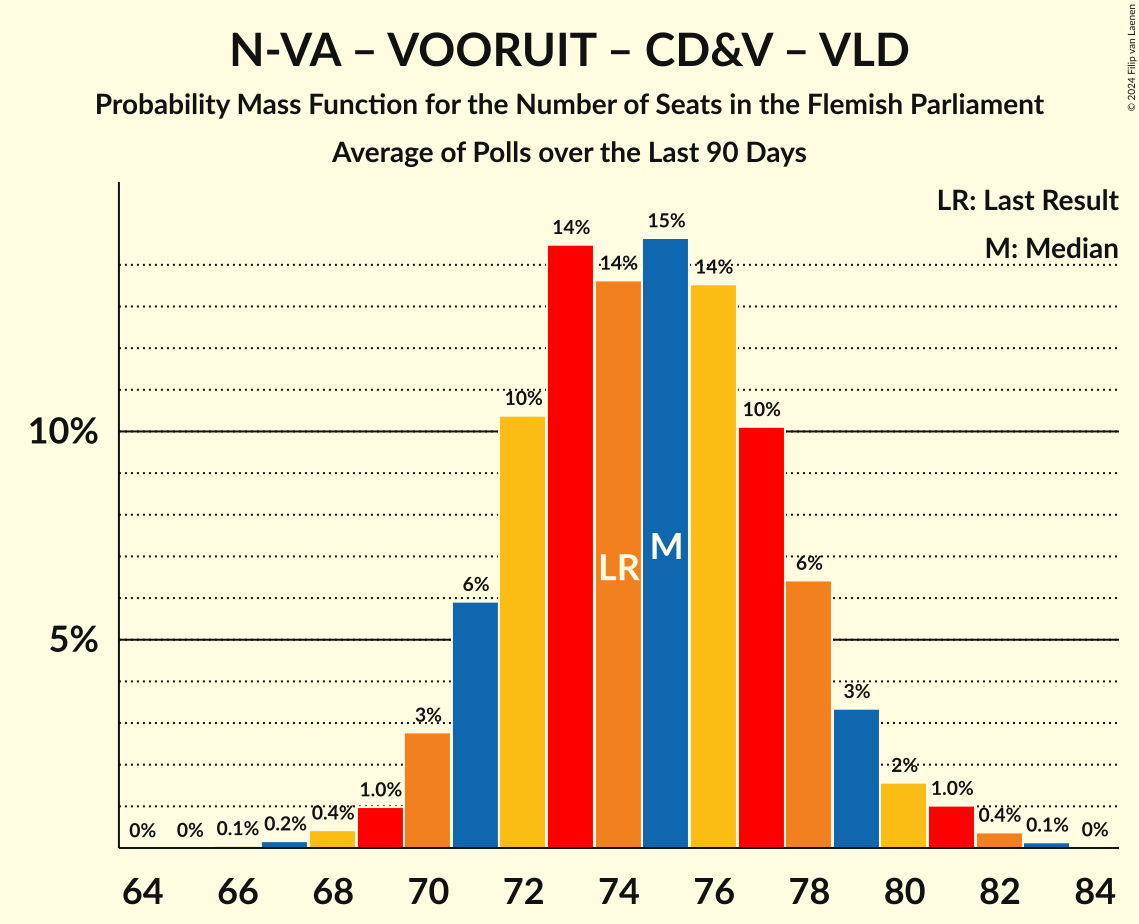 N-VA – VOORUIT – CD&V – VLD
Probability Mass Function for the Number of Seats in the Flemish Parliament
Average of Polls over the Last 90 Days
© 2024 Filip van Laenen
LR: Last Result
M: Median
10%
5%
0%
0%
0.1%
0.2%
0.4%
1.0%
3%
6%
10%
14%
14%
15%
14%
10%
6%
3%
2%
1.0%
0.4%
0.1%
0%
LR
M
64 66 68 70 72 74 76 78 80 82 84